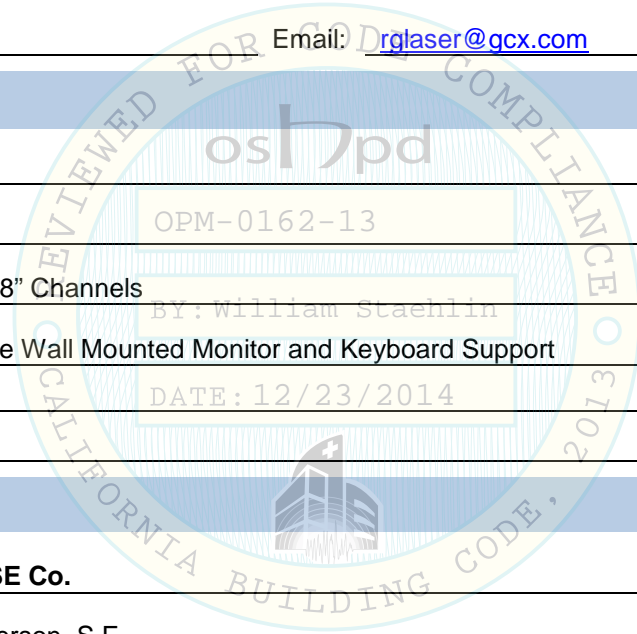 Email: rglaser@gcx.com
REVIEWED FOR CODE COMPLIANCE
oshpd
OPM-0162-13
8” Channels
BY: William Staehlin
e Wall Mounted Monitor and Keyboard Support
DATE: 12/23/2014
CALIFORNIA BUILDING CODE, 2013
SE Co.
erson, S.E.